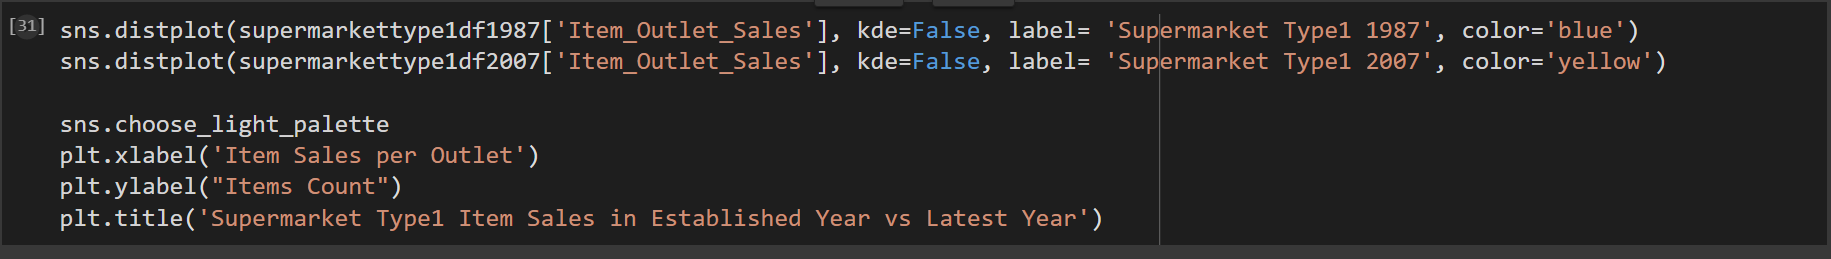 [31] sns.distplot(supermarkettype1df1987['Item_Outlet_Sales'], kde=False, label= 'Supermarket Type1 1987', color='blue')
sns.distplot(supermarkettype1df2007['Item_Outlet_Sales'], kde=False, label= 'Supermarket Type1 2007', color='yellow')
sns.choose_light_palette
plt.xlabel('Item Sales per Outlet')
plt.ylabel("Items Count")
plt.title('Supermarket Type1 Item Sales in Established Year vs Latest Year')